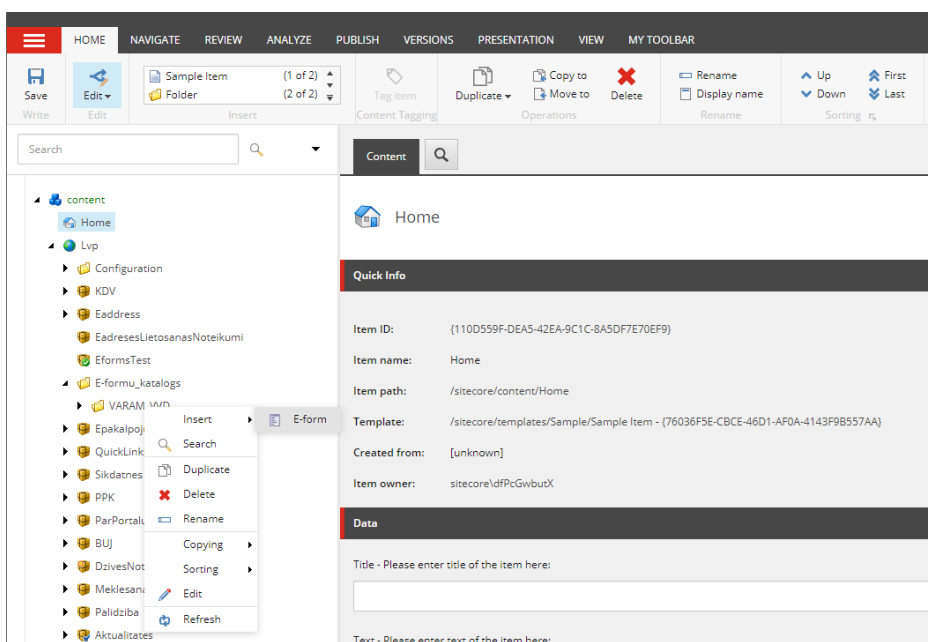 HOME NAVIGATE REVIEW ANALYZE PUBLISH VERSIONS PRESENTATION VIEW MY TOOLBAR
Save
Write
Edit
Edit
Sample Item (1 of 2)
Folder (2 of 2)
Insert
Tag item
Content Tagging
Duplicate
Copy to
Move to
Delete
Operations
Rename
Display name
Rename
Up
Down
First
Last
Sorting
Search
content
Home
Lvp
Configuration
KDV
Eaddress
EadresesLietosanasNoteikumi
EformsTest
E-formu_katalogs
VARAM_VVD
Epakalpoj
QuickLink
Sikdatnes
PPK
ParPortalu
BUJ
DzivesNot
Meklesana
Palidziba
Aktualitates
Insert
E-form
Search
Duplicate
Delete
Rename
Copying
Sorting
Edit
Refresh
Content
Home
Quick Info
Item ID: {110D559F-DEA5-42EA-9C1C-8A5DF7E70EF9}
Item name: Home
Item path: /sitecore/content/Home
Template: /sitecore/templates/Sample/Sample Item - {76036F5E-CBCE-46D1-AF0A-4143F9B557AA}
Created from: [unknown]
Item owner: sitecore\dfPcGwbutX
Data
Title - Please enter title of the item here:
Text - Please enter text of the item here: